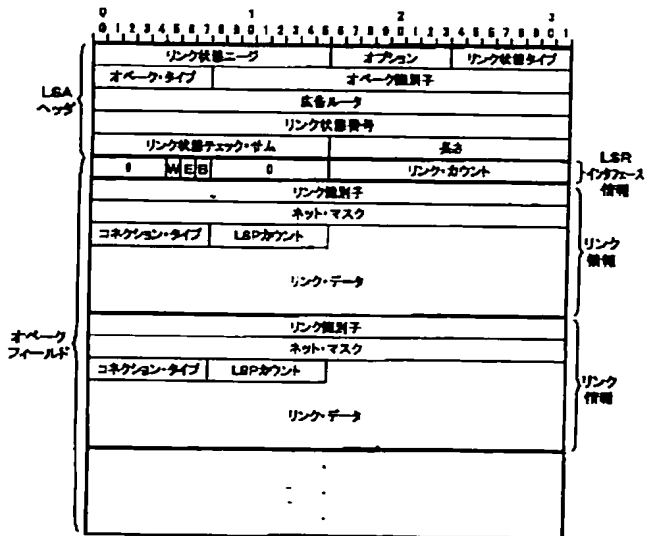 0 1 2 3
0 1 2 3 4 5 6 7 8 9 0 1 2 3 4 5 6 7 8 9 0 1 2 3 4 5 6 7 8 9 0 1
リンク状態エージ オプション リンク状態タイプ
オペーク・タイプ オペーク識別子
LSA
ヘッダ
広告ルータ
リンク状態番号
リンク状態チェック・サム 長さ
0 W E B 0 リンク・カウント
LSR
インタフェース
情報
リンク識別子
ネット・マスク
コネクション・タイプ LSPカウント
リンク・データ
リンク
情報
オペーク
フィールド
リンク識別子
ネット・マスク
コネクション・タイプ LSPカウント
リンク・データ
リンク
情報